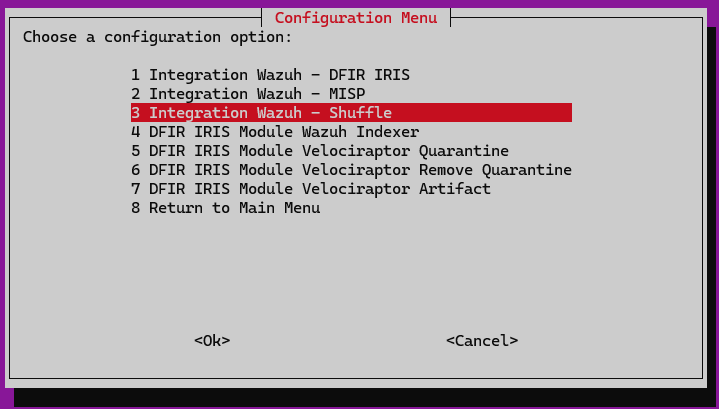 Configuration Menu
Choose a configuration option:
1 Integration Wazuh - DFIR IRIS
2 Integration Wazuh - MISP
3 Integration Wazuh - Shuffle
4 DFIR IRIS Module Wazuh Indexer
5 DFIR IRIS Module Velociraptor Quarantine
6 DFIR IRIS Module Velociraptor Remove Quarantine
7 DFIR IRIS Module Velociraptor Artifact
8 Return to Main Menu
<Ok> <Cancel>